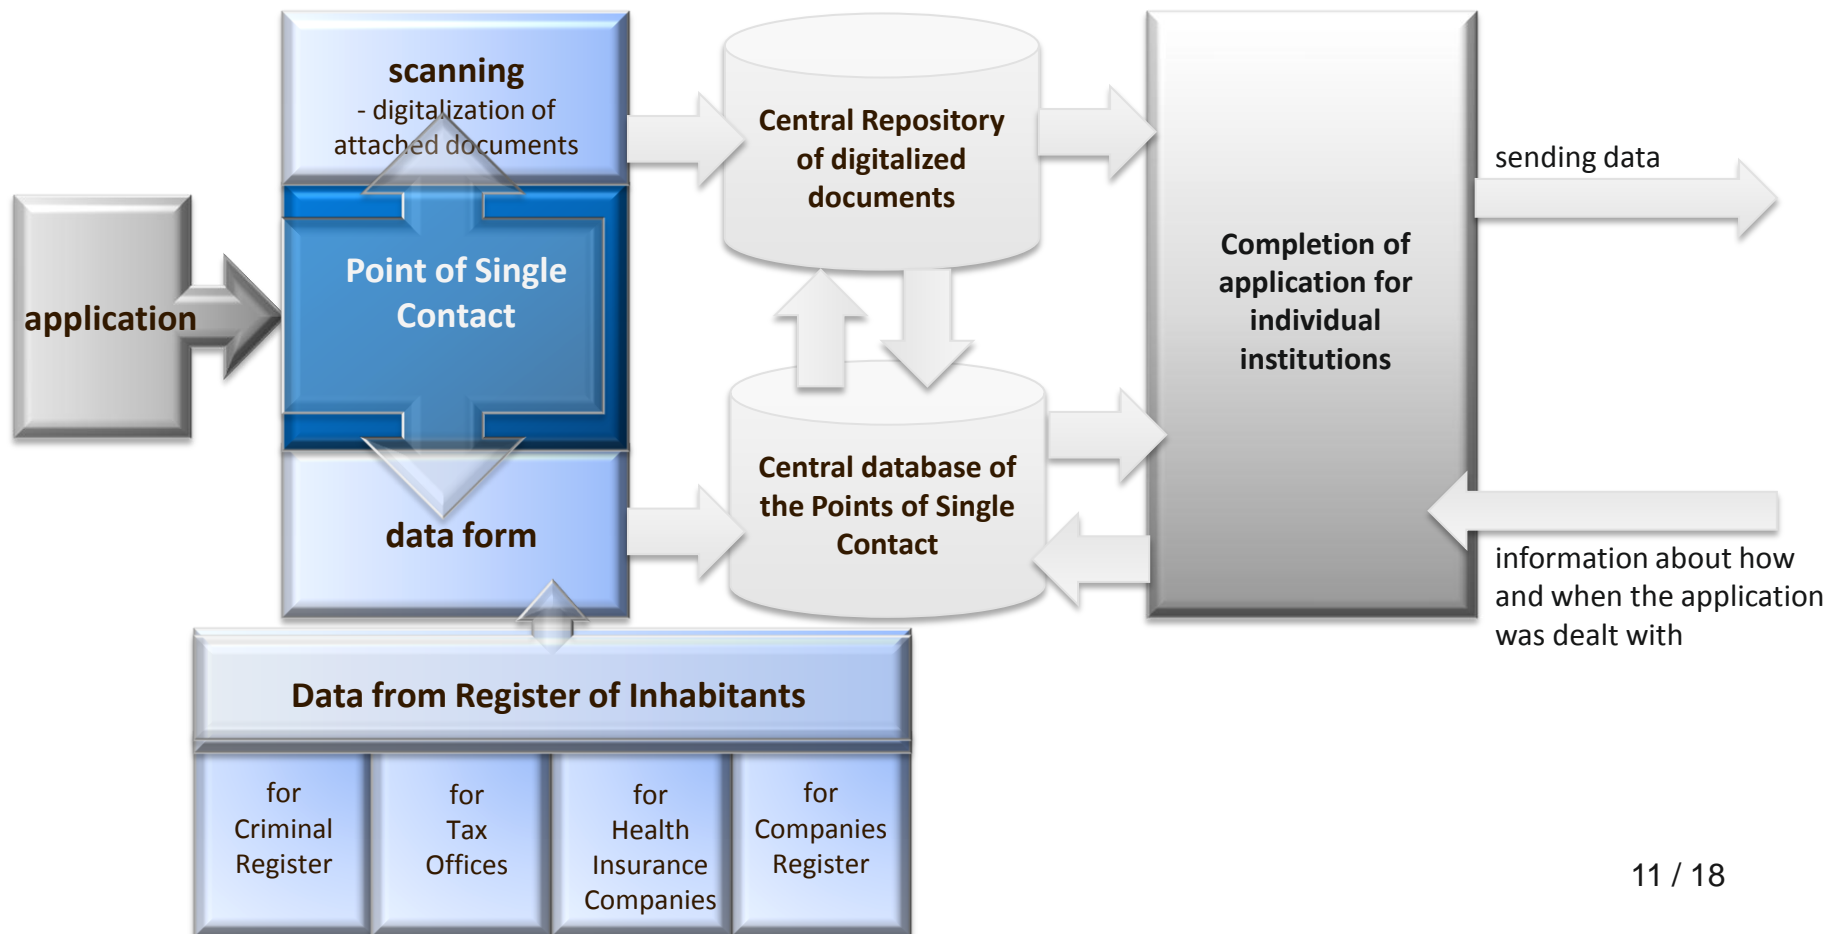 scanning
- digitalization of
attached documents
Point of Single
Contact
application
data form
Central Repository
of digitalized
documents
Central database of
the Points of Single
Contact
Completion of
application for
individual
institutions
sending data
information about how
and when the application
was dealt with
Data from Register of Inhabitants
for
Criminal
Register
for
Tax
Offices
for
Health
Insurance
Companies
for
Companies
Register
11 / 18